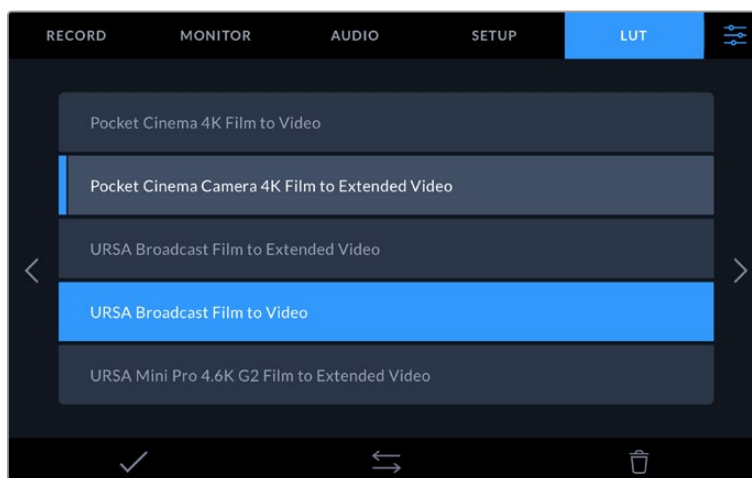 RECORD MONITOR AUDIO SETUP LUT
Pocket Cinema 4K Film to Video
Pocket Cinema Camera 4K Film to Extended Video
URSA Broadcast Film to Extended Video
URSA Broadcast Film to Video
URSA Mini Pro 4.6K G2 Film to Extended Video